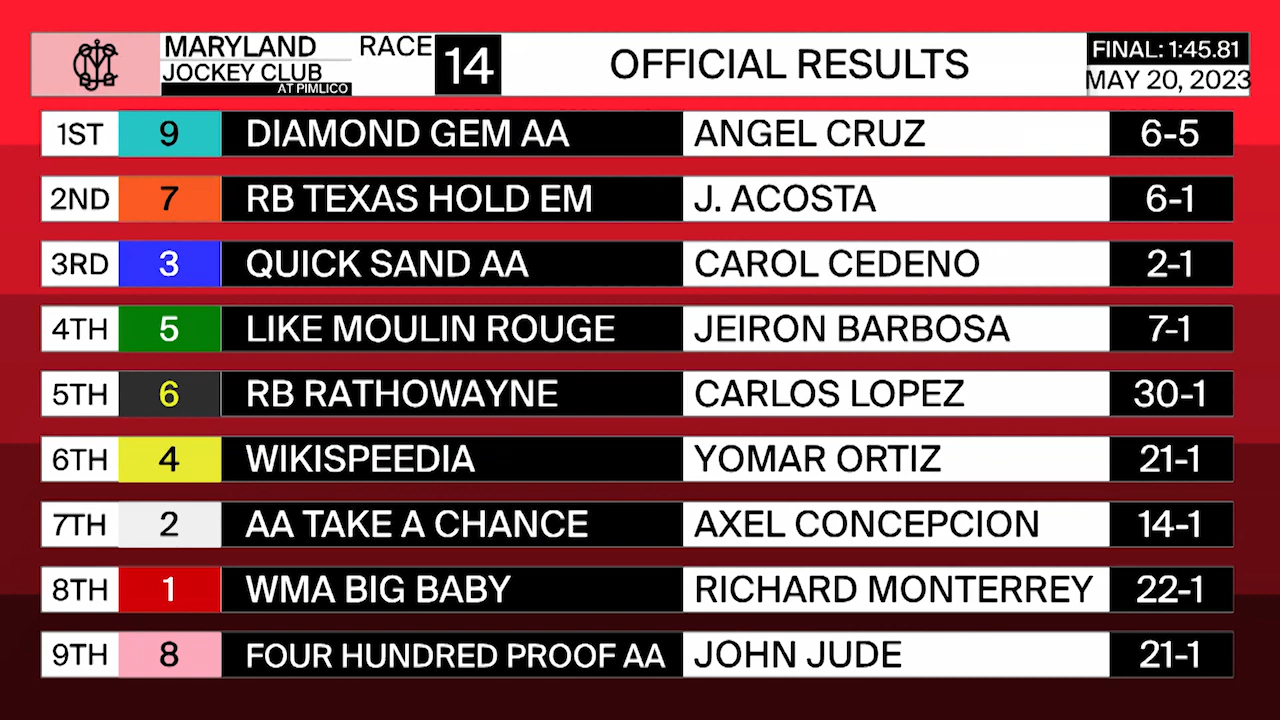 MARYLAND
JOCKEY CLUB
AT PIMLICO
RACE 14
OFFICIAL RESULTS
FINAL: 1:45.81
MAY 20, 2023
1ST 9 DIAMOND GEM AA ANGEL CRUZ 6-5
2ND 7 RB TEXAS HOLD EM J. ACOSTA 6-1
3RD 3 QUICK SAND AA CAROL CEDENO 2-1
4TH 5 LIKE MOULIN ROUGE JEIRON BARBOSA 7-1
5TH 6 RB RATHOWAYNE CARLOS LOPEZ 30-1
6TH 4 WIKISPEEDIA YOMAR ORTIZ 21-1
7TH 2 AA TAKE A CHANCE AXEL CONCEPCION 14-1
8TH 1 WMA BIG BABY RICHARD MONTERREY 22-1
9TH 8 FOUR HUNDRED PROOF AA JOHN JUDE 21-1